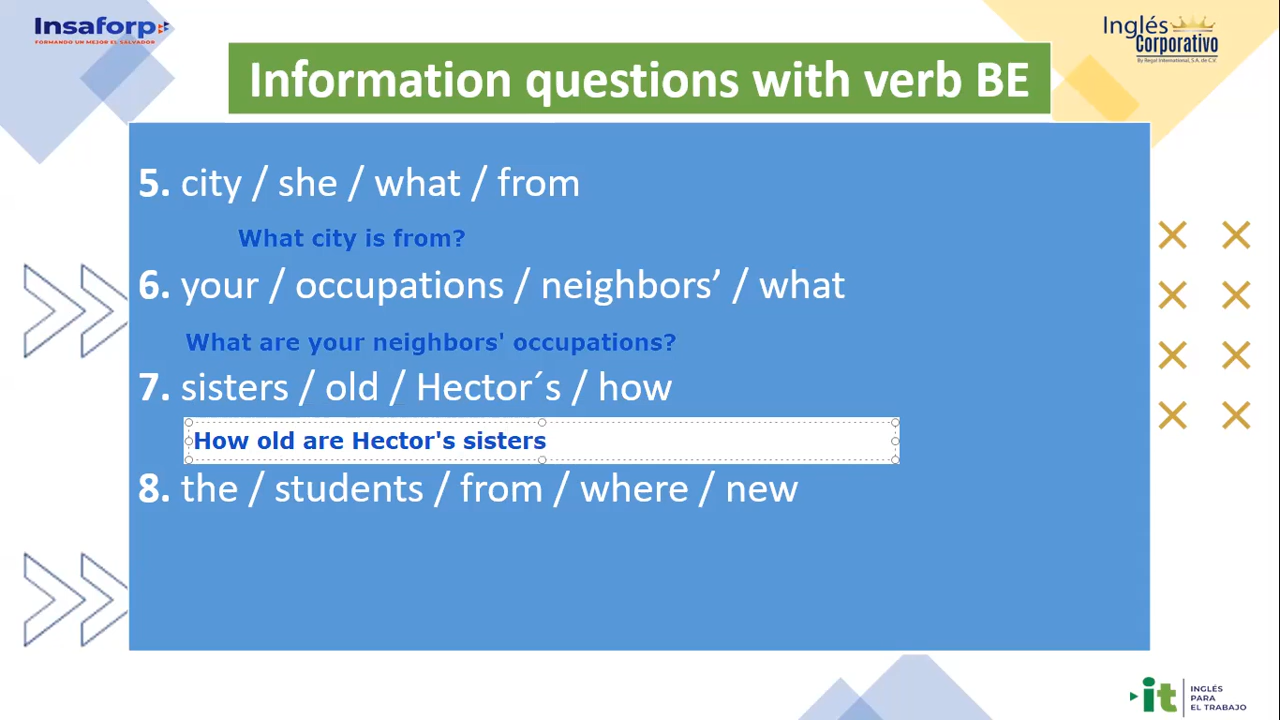 Insaforp
FORMANDO UN MEJOR EL SALVADOR
Inglés
Corporativo
By Regal International, S.A. de C.V.
Information questions with verb BE
5. city / she / what / from
What city is from?
6. your / occupations / neighbors’ / what
What are your neighbors' occupations?
7. sisters / old / Hector´s / how
How old are Hector's sisters
8. the / students / from / where / new
it
INGLÉS
PARA
EL TRABAJO